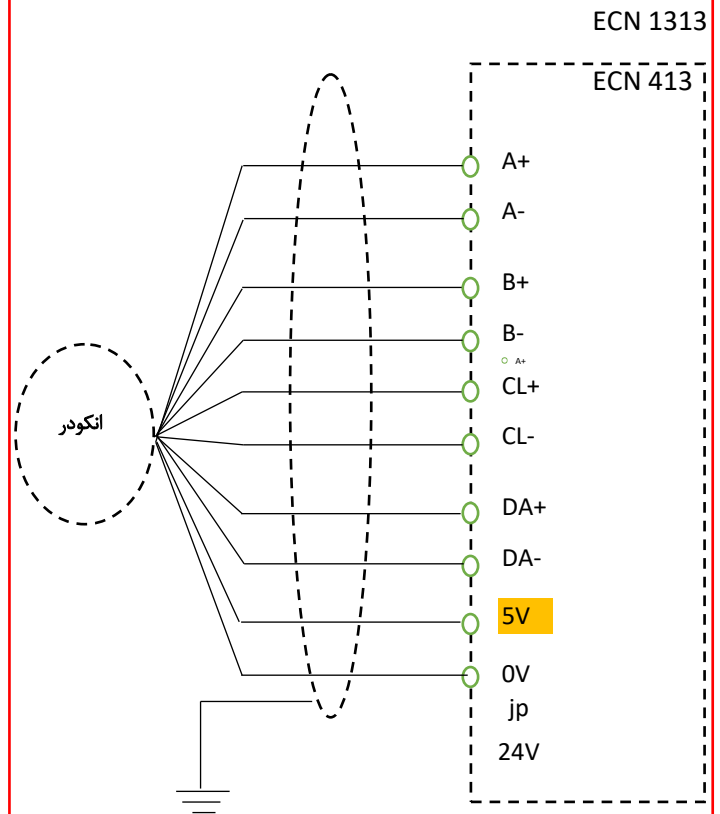 ECN 1313
ECN 413
A+
A-
B+
B-
A+
CL+
CL-
انکودر
DA+
DA-
5V
0V
jp
24V